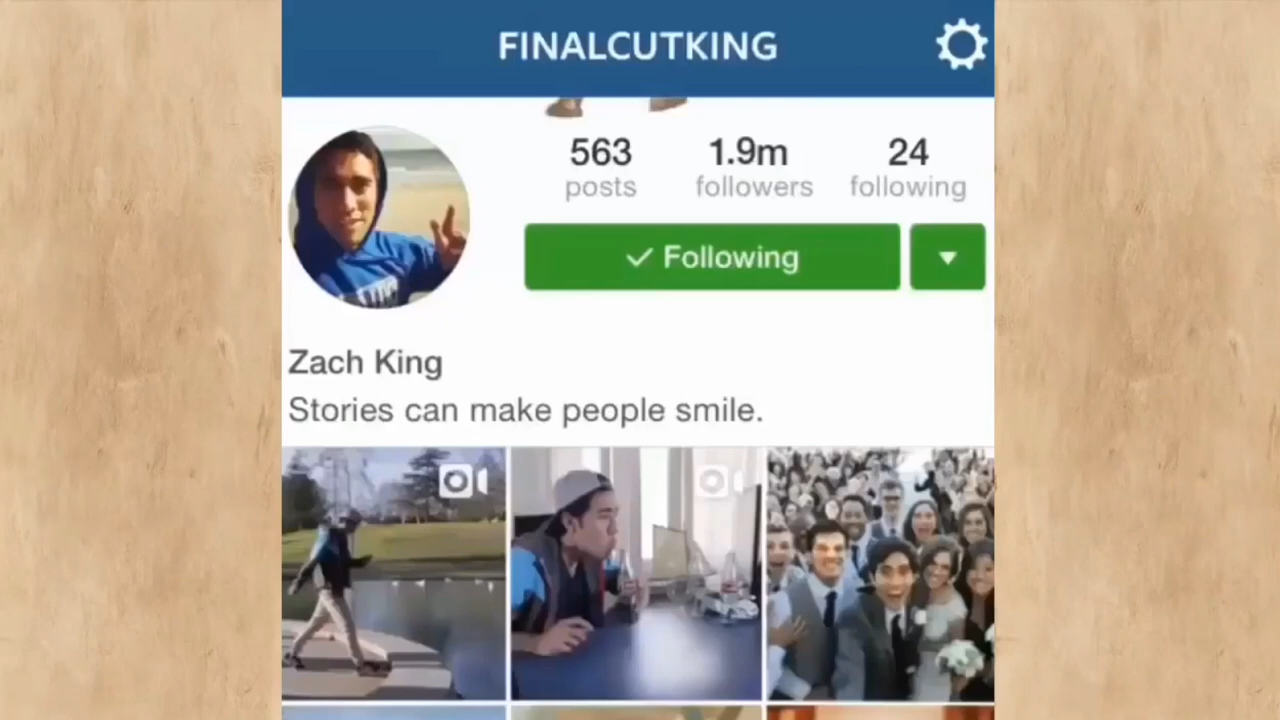 FINALCUTKING
563 1.9m 24
posts followers following
Following
Zach King
Stories can make people smile.